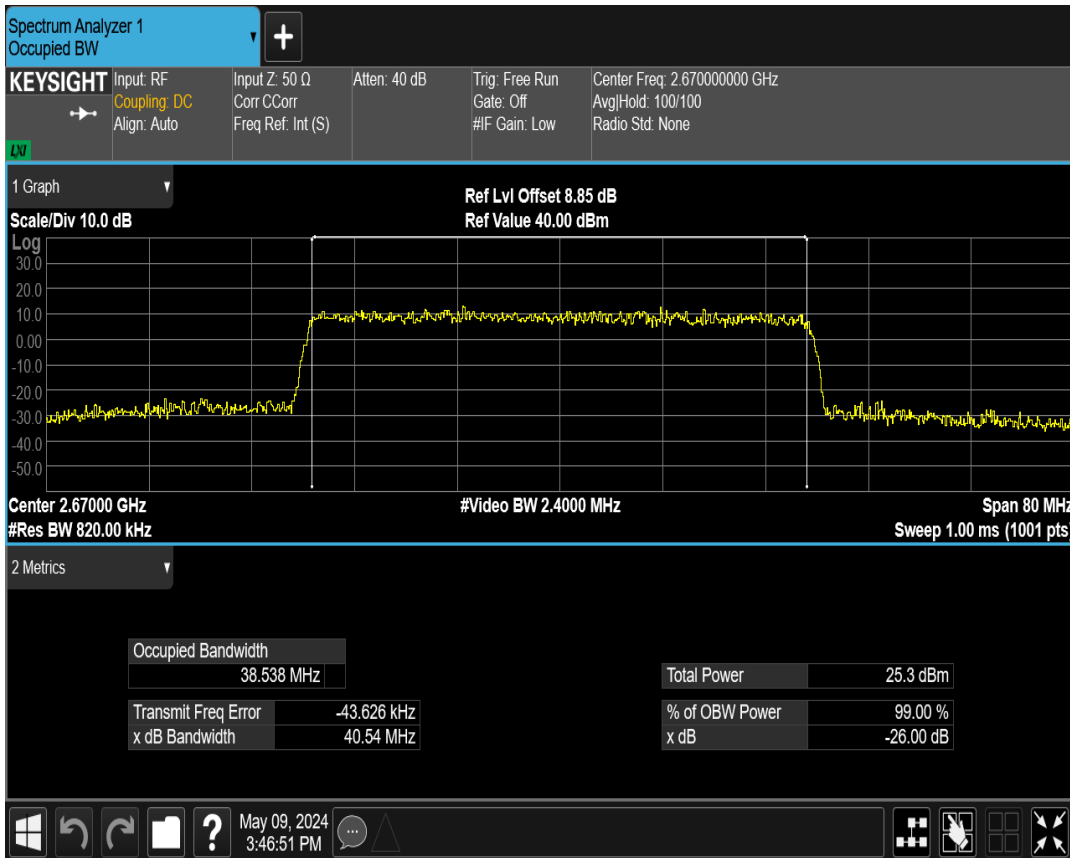 Spectrum Analyzer 1
Occupied BW
+
KEYSIGHT
LXI
Input: RF
Coupling: DC
Align: Auto
Input Z: 50 Ω
Corr CCorr
Freq Ref: Int (S)
Atten: 40 dB
Trig: Free Run
Gate: Off
#IF Gain: Low
Center Freq: 2.670000000 GHz
Avg|Hold: 100/100
Radio Std: None
1 Graph
Scale/Div 10.0 dB
Ref Lvl Offset 8.85 dB
Ref Value 40.00 dBm
Log
30.0
20.0
10.0
0.00
-10.0
-20.0
-30.0
-40.0
-50.0
Center 2.67000 GHz
#Video BW 2.4000 MHz
Span 80 MHz
#Res BW 820.00 kHz
Sweep 1.00 ms (1001 pts)
2 Metrics
Occupied Bandwidth
38.538 MHz
Transmit Freq Error -43.626 kHz
x dB Bandwidth 40.54 MHz
Total Power 25.3 dBm
% of OBW Power 99.00 %
x dB -26.00 dB
?
May 09, 2024
3:46:51 PM